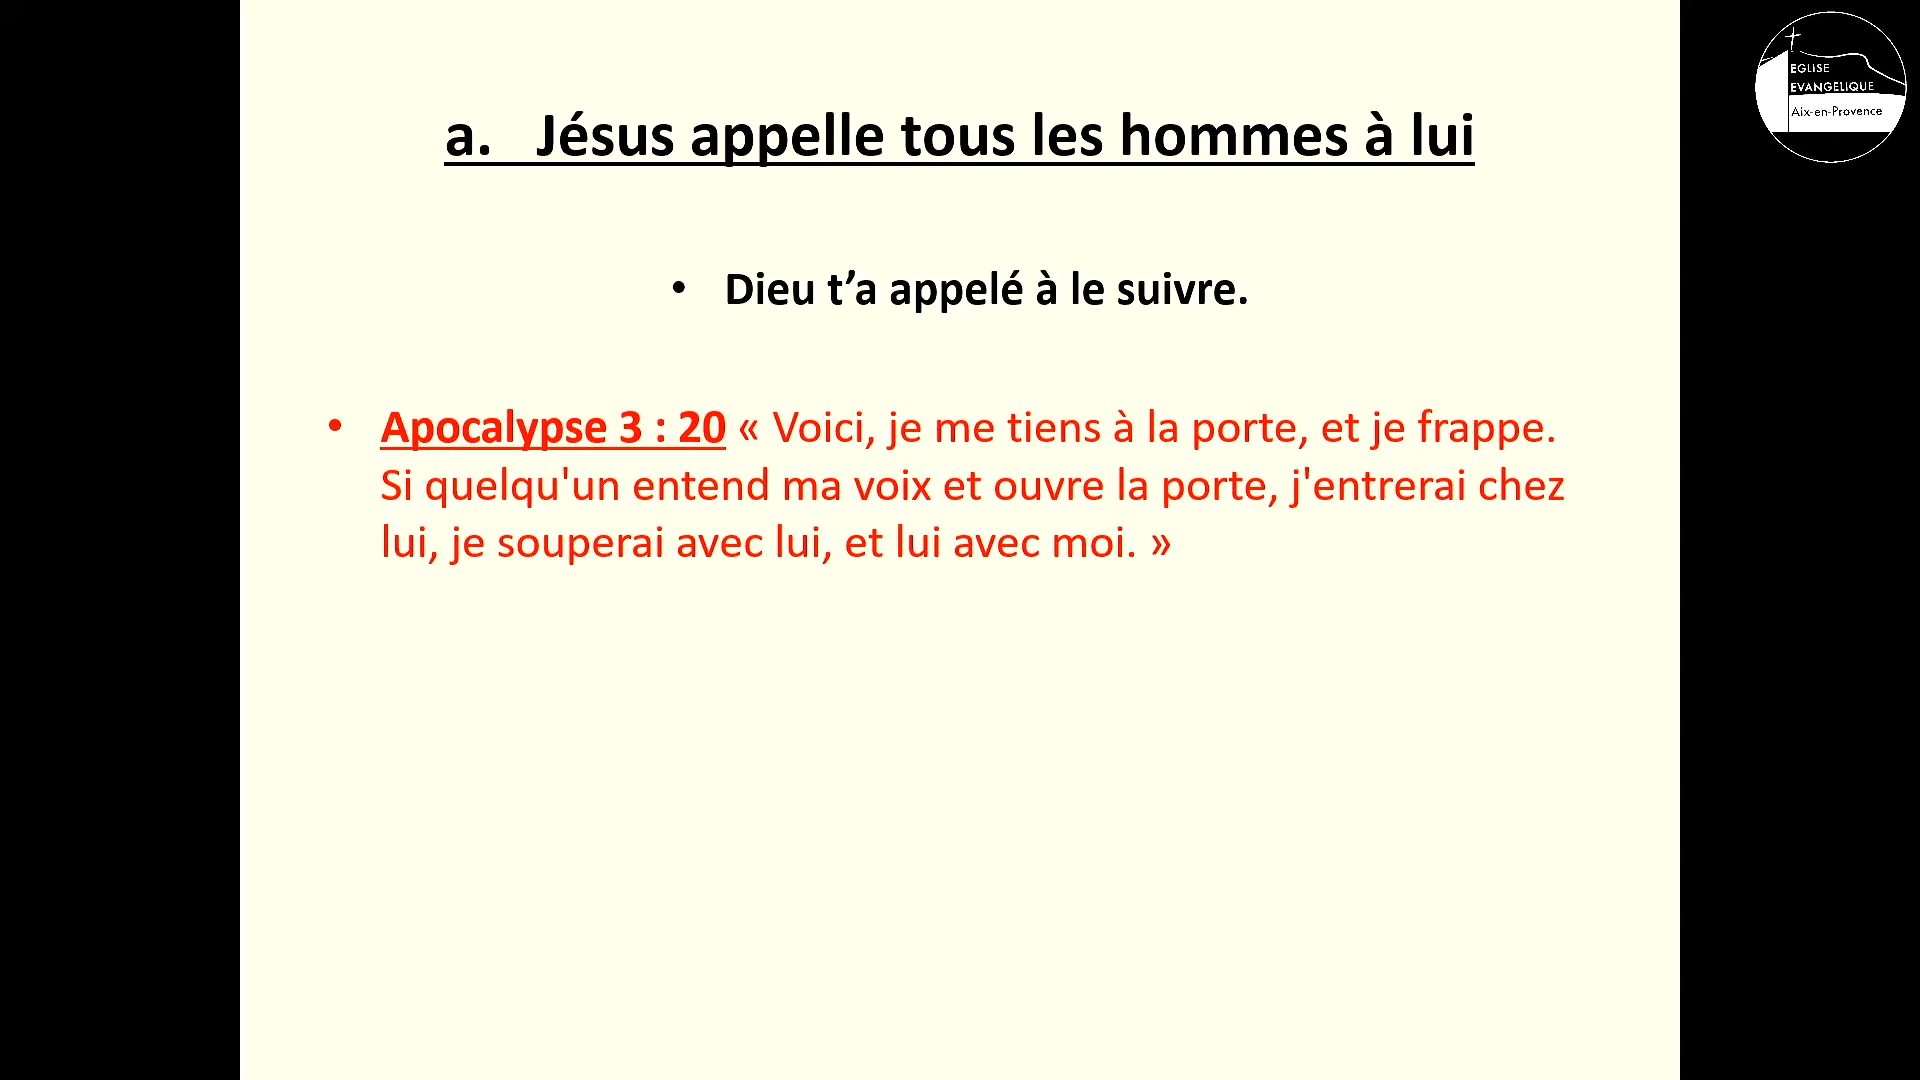 EGLISE
EVANGELIQUE
Aix-en-Provence
a. Jésus appelle tous les hommes à lui
• Dieu t’a appelé à le suivre.
• Apocalypse 3 : 20 « Voici, je me tiens à la porte, et je frappe.
Si quelqu'un entend ma voix et ouvre la porte, j'entrerai chez
lui, je souperai avec lui, et lui avec moi. »